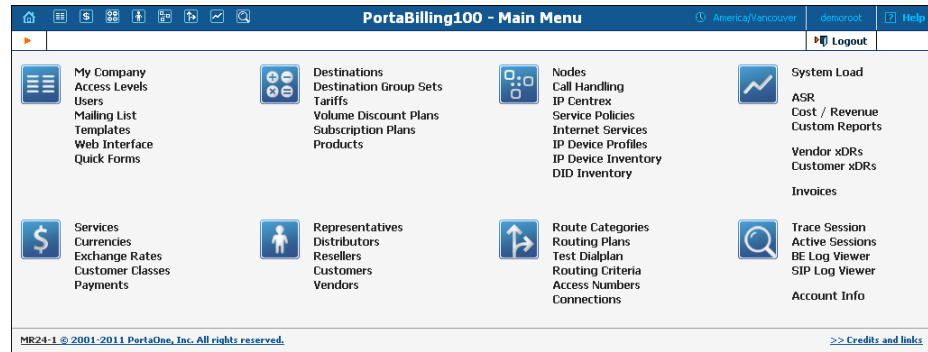 PortaBilling100 - Main Menu
America/Vancouver
demoroot
? Help
Logout
My Company
Access Levels
Users
Mailing List
Templates
Web Interface
Quick Forms
Destinations
Destination Group Sets
Tariffs
Volume Discount Plans
Subscription Plans
Products
Nodes
Call Handling
IP Centrex
Service Policies
Internet Services
IP Device Profiles
IP Device Inventory
DID Inventory
System Load
ASR
Cost / Revenue
Custom Reports
Vendor xDRs
Customer xDRs
Invoices
Services
Currencies
Exchange Rates
Customer Classes
Payments
Representatives
Distributors
Resellers
Customers
Vendors
Route Categories
Routing Plans
Test Dialplan
Routing Criteria
Access Numbers
Connections
Trace Session
Active Sessions
BE Log Viewer
SIP Log Viewer
Account Info
MR24-1 © 2001-2011 PortaOne, Inc. All rights reserved.
>> Credits and links